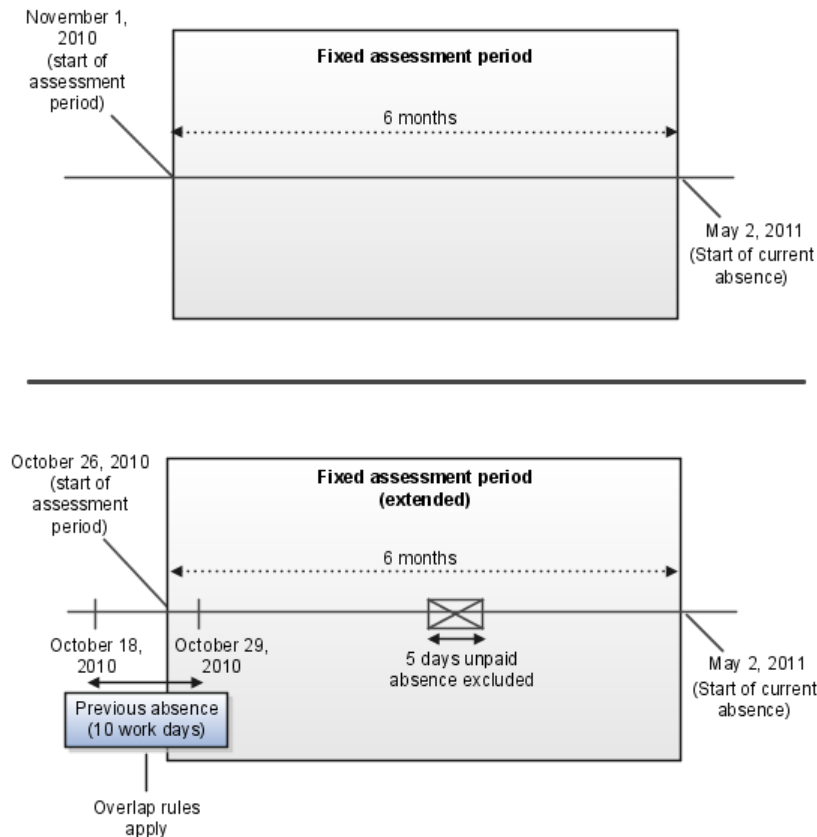 November 1,
2010
(start of
assessment
period)
Fixed assessment period
6 months
May 2, 2011
(Start of current
absence)
October 26, 2010
(start of
assessment
period)
Fixed assessment period
(extended)
6 months
October 18,
2010
October 29,
2010
5 days unpaid
absence excluded
May 2, 2011
(Start of current
absence)
Previous absence
(10 work days)
Overlap rules
apply